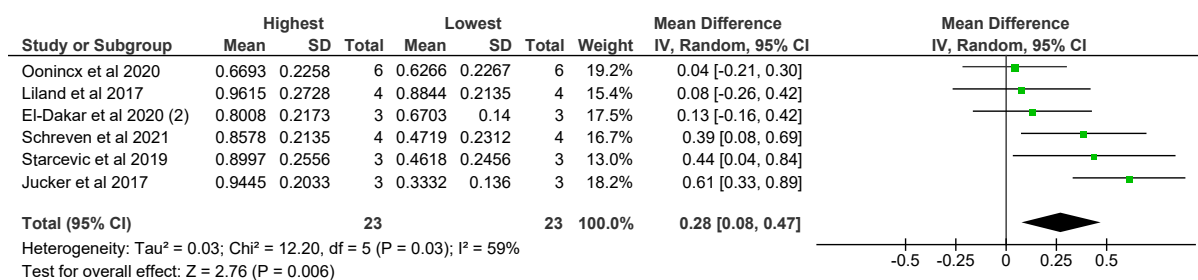 Highest Lowest Mean Difference Mean Difference
Study or Subgroup Mean SD Total Mean SD Total Weight IV, Random, 95% CI IV, Random, 95% CI
Oonincx et al 2020 0.6693 0.2258 6 0.6266 0.2267 6 19.2% 0.04 [-0.21, 0.30]
Liland et al 2017 0.9615 0.2728 4 0.8844 0.2135 4 15.4% 0.08 [-0.26, 0.42]
El-Dakar et al 2020 (2) 0.8008 0.2173 3 0.6703 0.14 3 17.5% 0.13 [-0.16, 0.42]
Schreven et al 2021 0.8578 0.2135 4 0.4719 0.2312 4 16.7% 0.39 [0.08, 0.69]
Starcevic et al 2019 0.8997 0.2556 3 0.4618 0.2456 3 13.0% 0.44 [0.04, 0.84]
Jucker et al 2017 0.9445 0.2033 3 0.3332 0.136 3 18.2% 0.61 [0.33, 0.89]
Total (95% CI) 23 23 100.0% 0.28 [0.08, 0.47]
Heterogeneity: Tau² = 0.03; Chi² = 12.20, df = 5 (P = 0.03); I² = 59%
Test for overall effect: Z = 2.76 (P = 0.006)
-0.5 -0.25 0 0.25 0.5